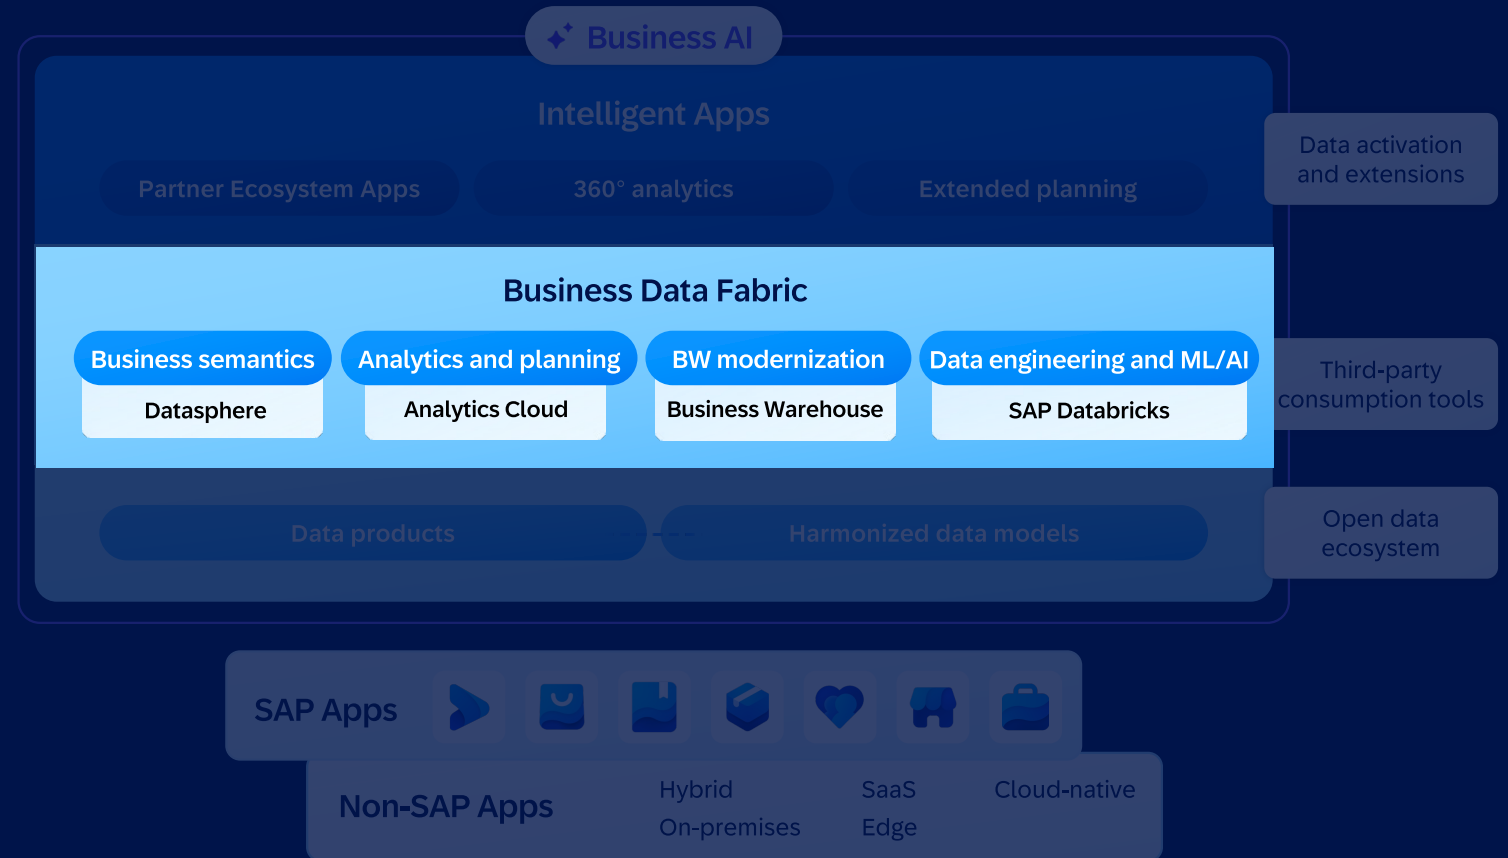 Business AI
Intelligent Apps
Partner Ecosystem Apps
360° analytics
Extended planning
Data activation
and extensions
Business Data Fabric
Business semantics
Analytics and planning
BW modernization
Data engineering and ML/AI
Datasphere
Analytics Cloud
Business Warehouse
SAP Databricks
Third-party
consumption tools
Data products
Harmonized data models
Open data
ecosystem
SAP Apps
Non-SAP Apps
Hybrid
SaaS
Cloud-native
On-premises
Edge